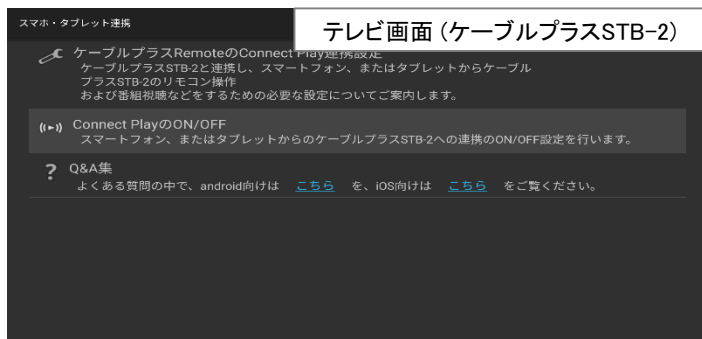 スマホ・タブレット連携
テレビ画面(ケーブルプラスSTB-2)
ケーブルプラスRemoteのConnect Play連携設定
ケーブルプラスSTB-2と連携し、スマートフォン、またはタブレットからケーブル
プラスSTB-2のリモコン操作
および番組視聴などをするための必要な設定についてご案内します。
Connect PlayのON/OFF
スマートフォン、またはタブレットからのケーブルプラスSTB-2への連携のON/OFF設定を行います。
Q&A集
よくある質問の中で、android向けは こちら を、iOS向けは こちら をご覧ください。